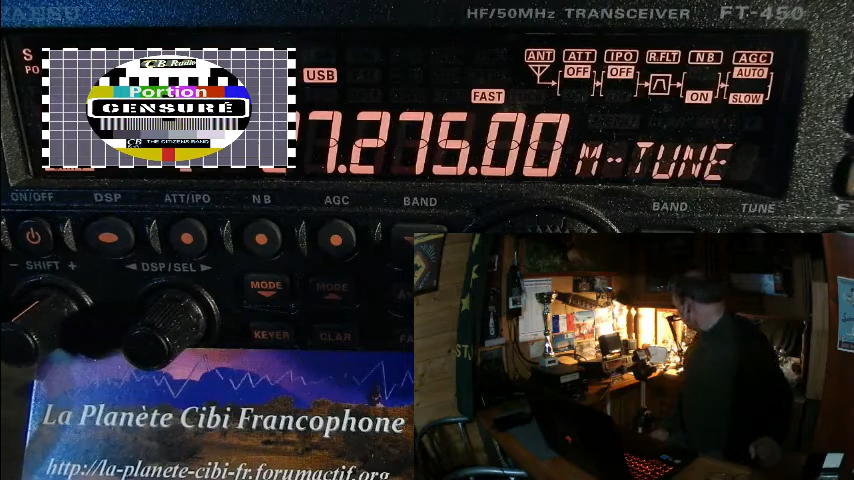 YAESU
HF/50MHz TRANSCEIVER FT-450
S
PO
CB Radio
Portion
CENSURÉ
CB THE CITIZENS BAND
USB
FAST
ANT ATT IPO R.FLT NB AGC
OFF OFF AUTO
ON SLOW
7.275.00 M-TUNE
ON/OFF DSP ATT/IPO NB AGC BAND BAND TUNE
− SHIFT + ◄DSP/SEL►
MODE MODE
KEYER CLAR
La Planète Cibi Francophone
http://la-planete-cibi-fr.forumactif.org